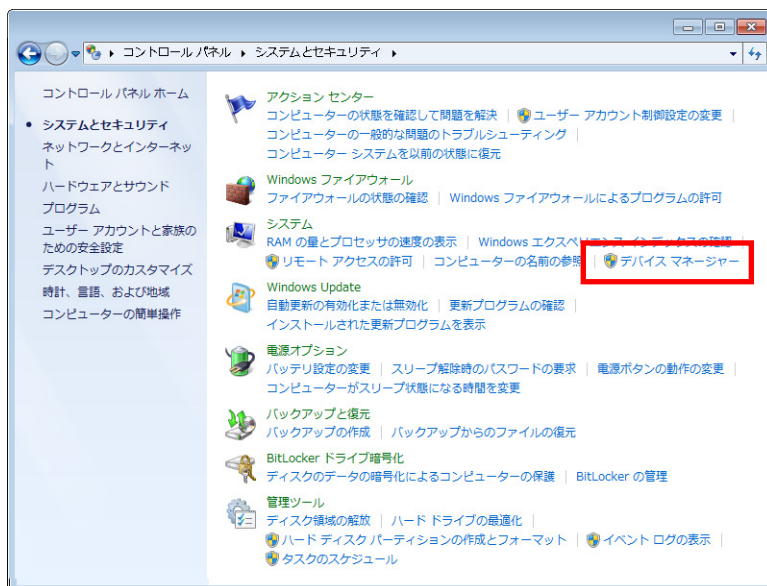 コントロール パネル ▸ システムとセキュリティ ▸
コントロール パネル ホーム
システムとセキュリティ
ネットワークとインターネッ
ト
ハードウェアとサウンド
プログラム
ユーザー アカウントと家族の
ための安全設定
デスクトップのカスタマイズ
時計、言語、および地域
コンピューターの簡単操作
アクション センター
コンピューターの状態を確認して問題を解決 | ユーザー アカウント制御設定の変更 |
コンピューターの一般的な問題のトラブルシューティング |
コンピューター システムを以前の状態に復元
Windows ファイアウォール
ファイアウォールの状態の確認 | Windows ファイアウォールによるプログラムの許可
システム
RAM の量とプロセッサの速度の表示 | Windows エクスペリエンス インデックスの確認 |
リモート アクセスの許可 | コンピューターの名前の参照 | デバイス マネージャー
Windows Update
自動更新の有効化または無効化 | 更新プログラムの確認 |
インストールされた更新プログラムを表示
電源オプション
バッテリ設定の変更 | スリープ解除時のパスワードの要求 | 電源ボタンの動作の変更 |
コンピューターがスリープ状態になる時間を変更
バックアップと復元
バックアップの作成 | バックアップからのファイルの復元
BitLocker ドライブ暗号化
ディスクのデータの暗号化によるコンピューターの保護 | BitLocker の管理
管理ツール
ディスク領域の解放 | ハード ドライブの最適化 |
ハード ディスク パーティションの作成とフォーマット | イベント ログの表示 |
タスクのスケジュール